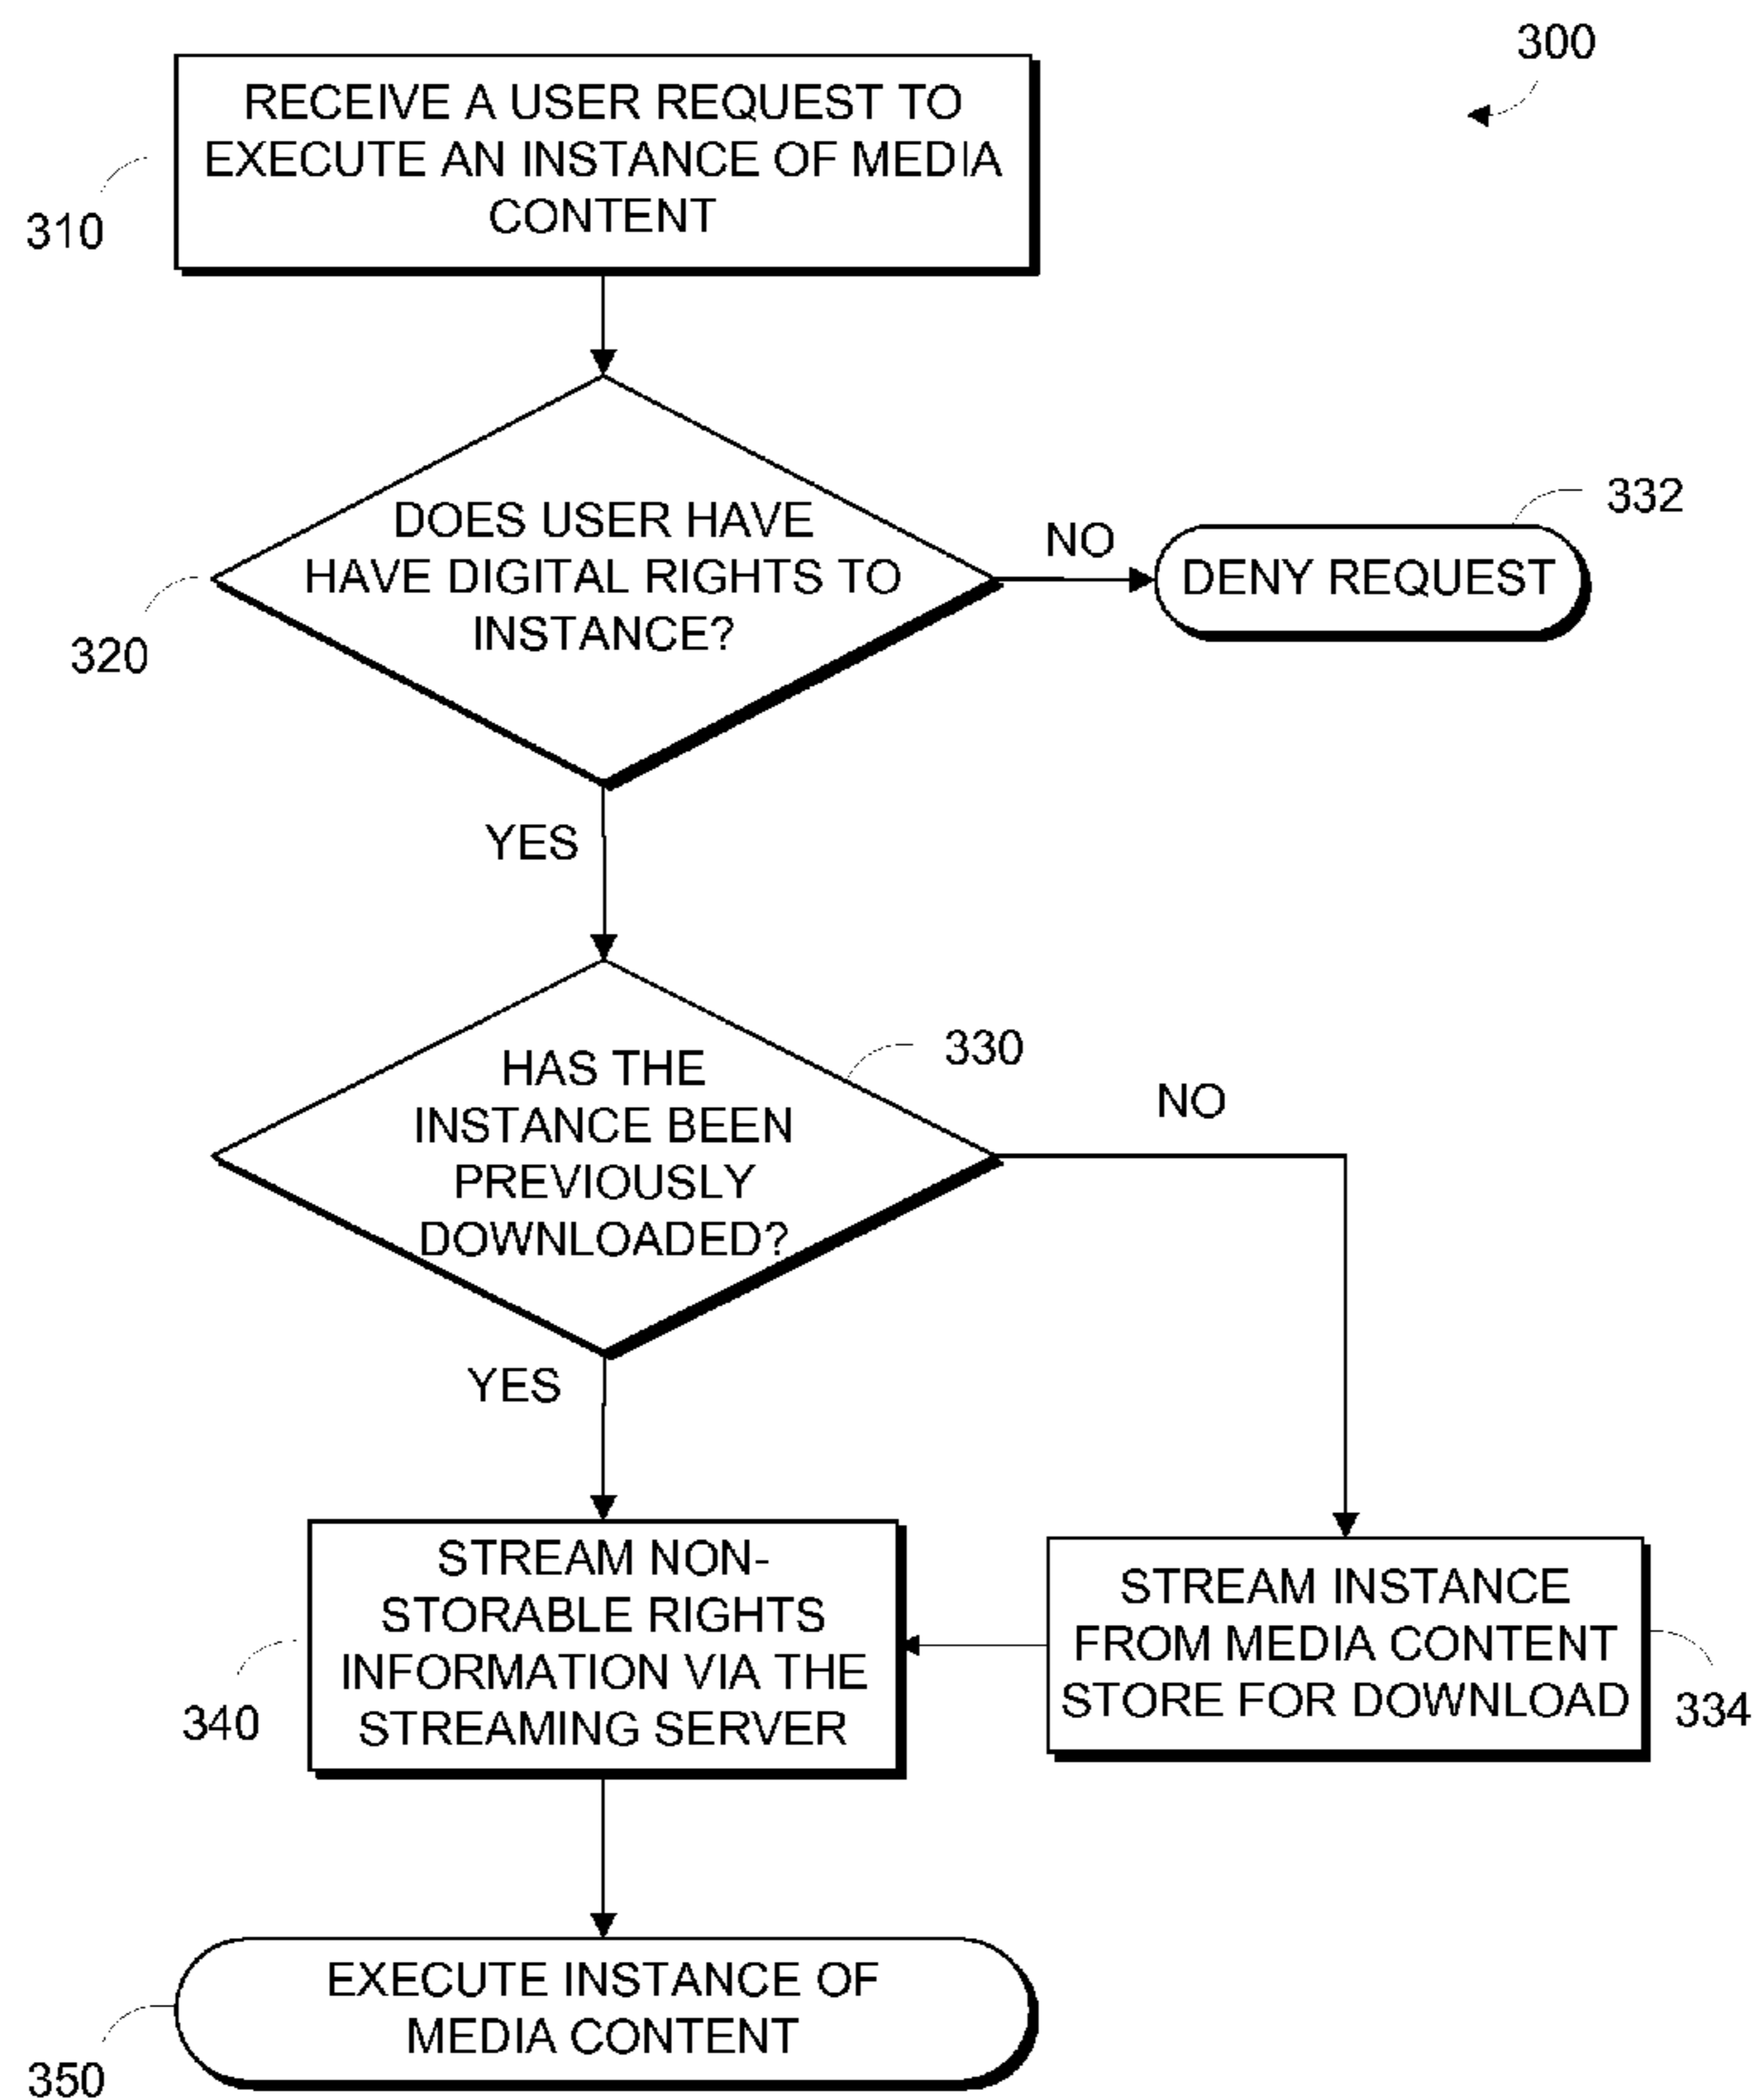 300
RECEIVE A USER REQUEST TO
EXECUTE AN INSTANCE OF MEDIA
CONTENT
310
DOES USER HAVE
HAVE DIGITAL RIGHTS TO
INSTANCE?
320
NO
332
DENY REQUEST
YES
330
HAS THE
INSTANCE BEEN
PREVIOUSLY
DOWNLOADED?
NO
YES
STREAM NON-
STORABLE RIGHTS
INFORMATION VIA THE
STREAMING SERVER
340
STREAM INSTANCE
FROM MEDIA CONTENT
STORE FOR DOWNLOAD
334
EXECUTE INSTANCE OF
MEDIA CONTENT
350